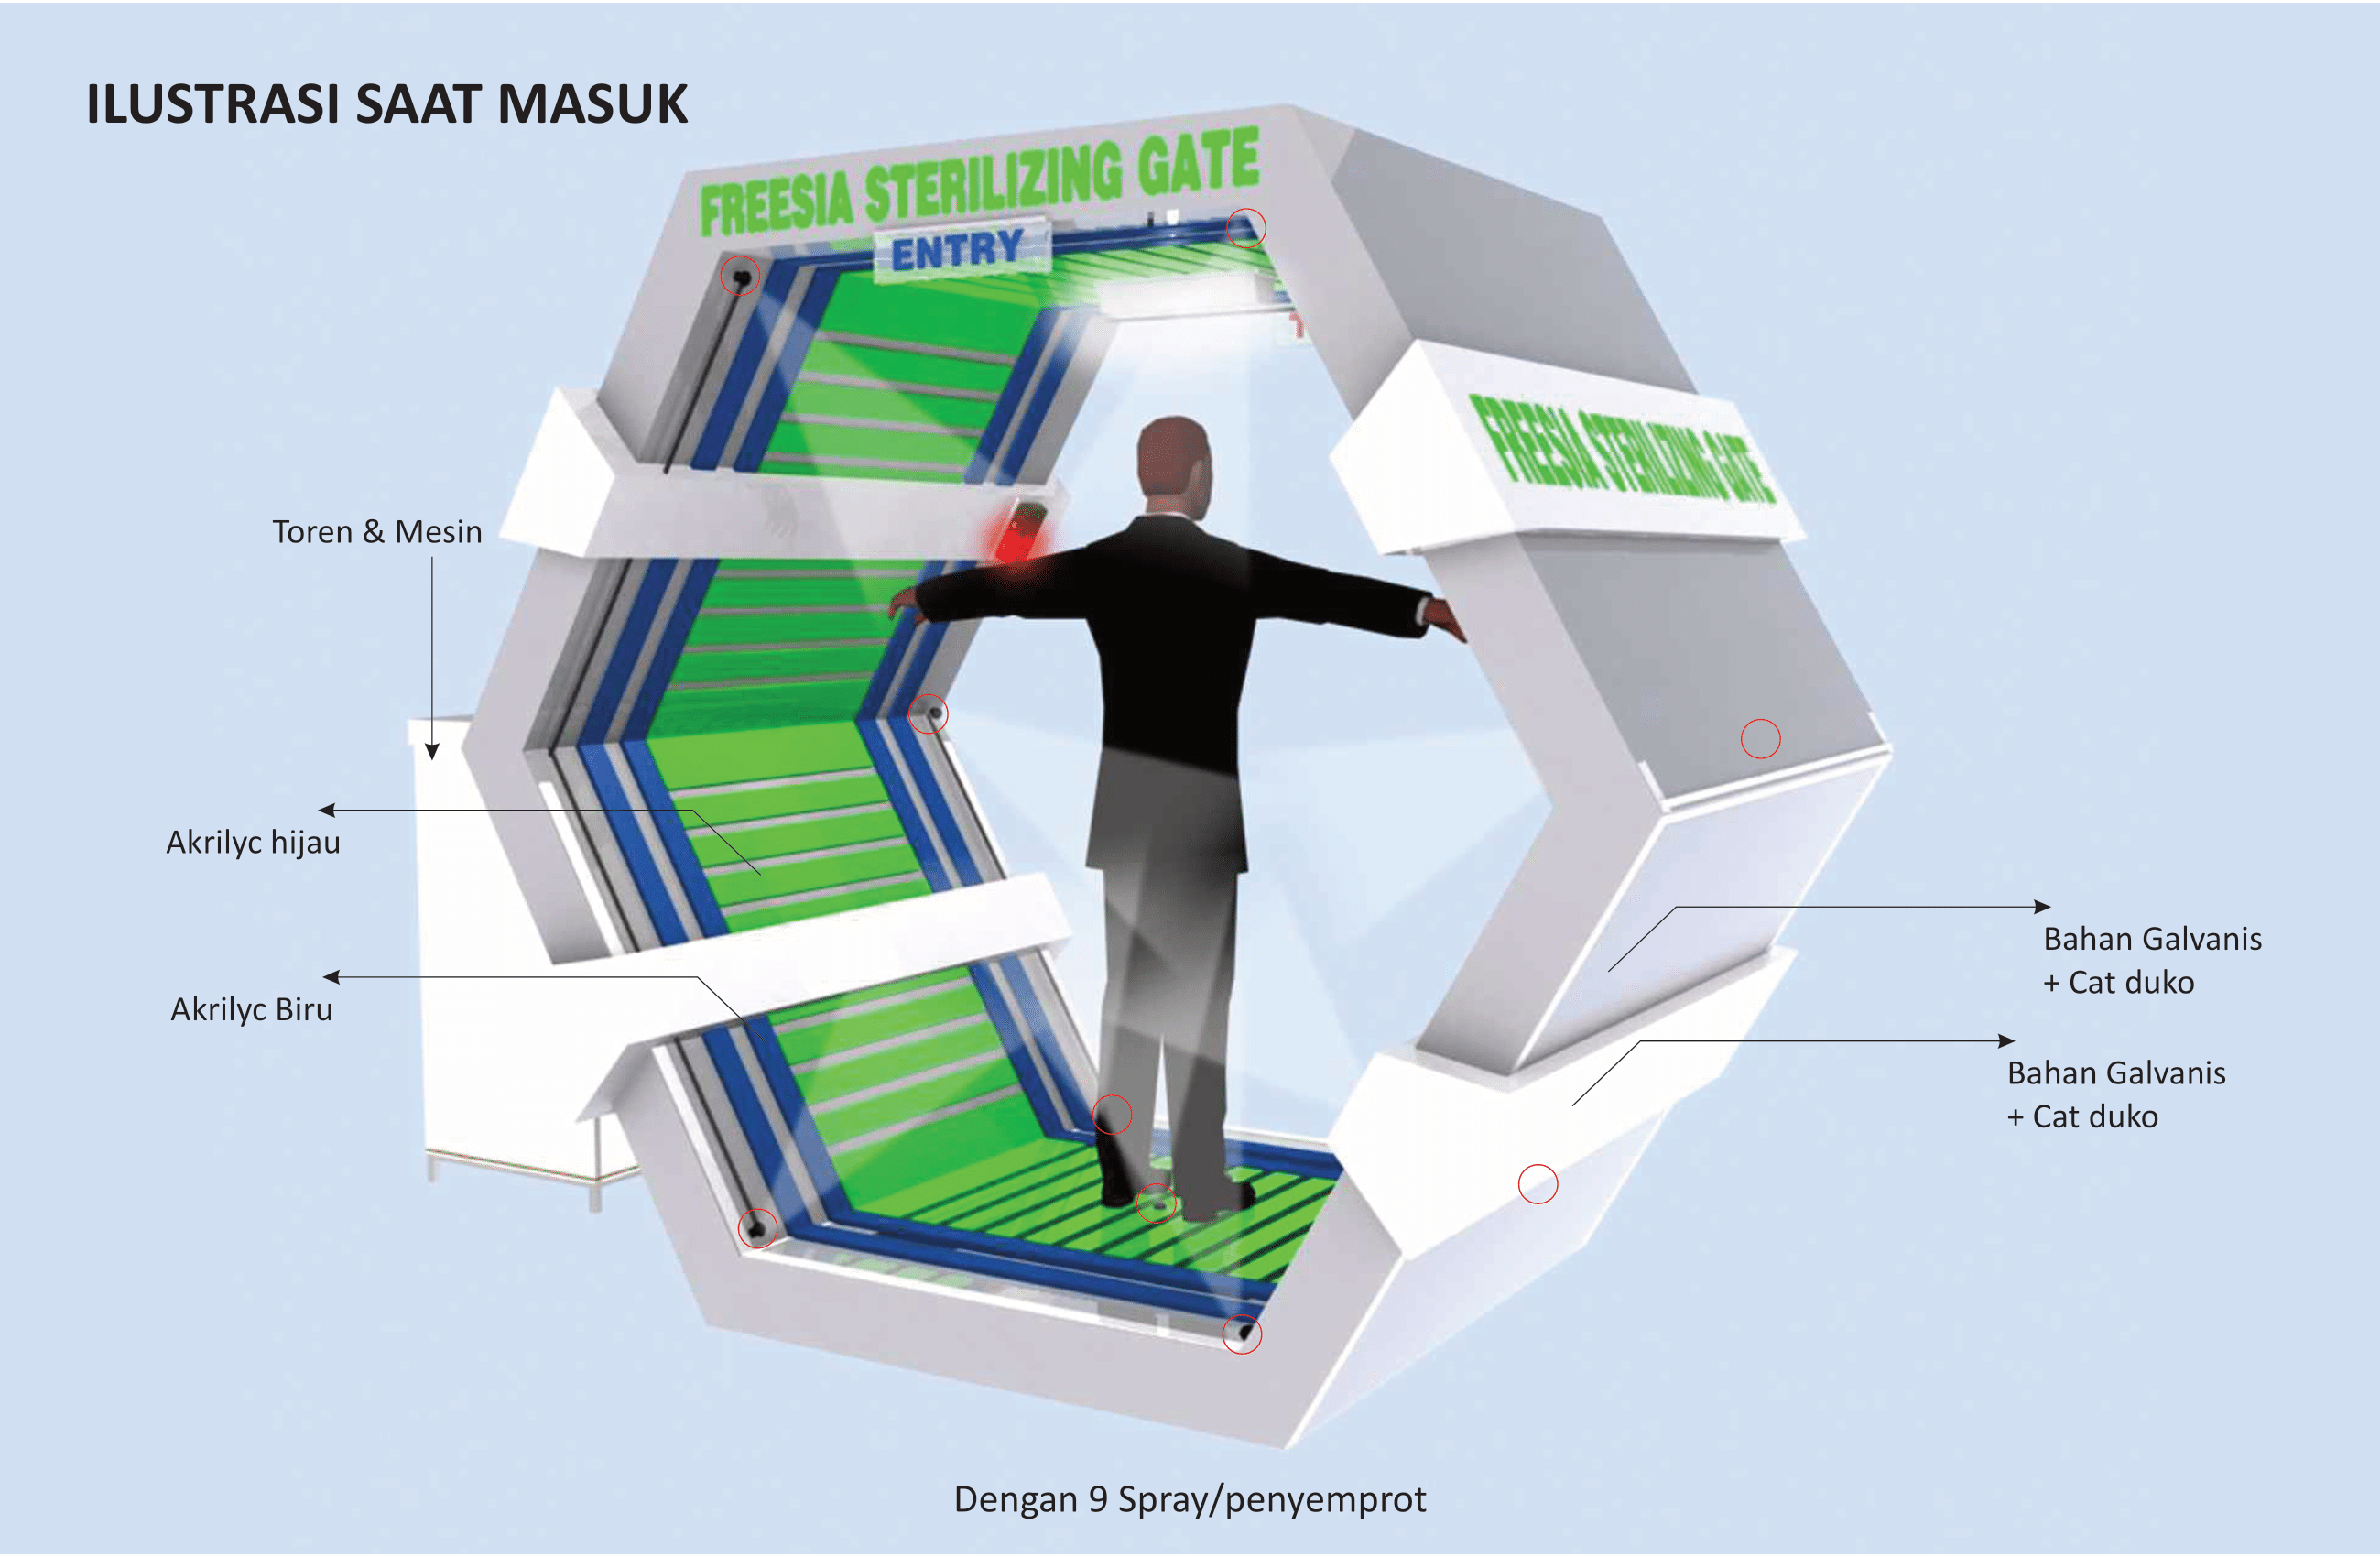 ILUSTRASI SAAT MASUK
FREESIA STERILIZING GATE
ENTRY
FREESIA STERILIZING GATE
Toren & Mesin
Akrilyc hijau
Akrilyc Biru
Bahan Galvanis
+ Cat duko
Bahan Galvanis
+ Cat duko
Dengan 9 Spray/penyemprot